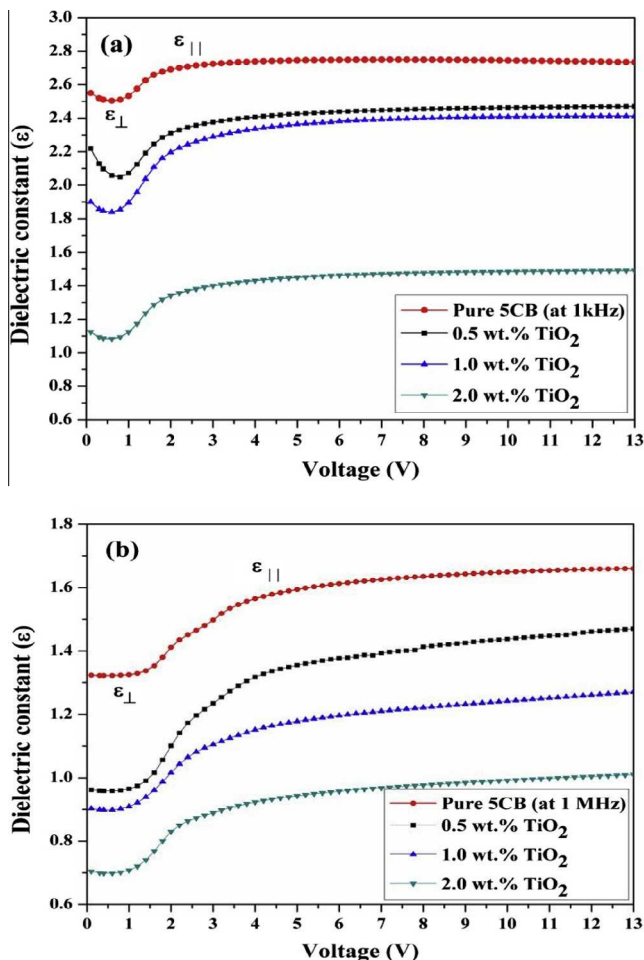 (a)
ε||
ε⊥
3.0
2.8
2.6
2.4
2.2
2.0
1.8
1.6
1.4
1.2
1.0
0.8
0.6
Dielectric constant (ε)
Pure 5CB (at 1kHz)
0.5 wt.% TiO2
1.0 wt.% TiO2
2.0 wt.% TiO2
0 1 2 3 4 5 6 7 8 9 10 11 12 13
Voltage (V)
(b)
ε||
ε⊥
1.8
1.6
1.4
1.2
1.0
0.8
0.6
Dielectric constant (ε)
Pure 5CB (at 1 MHz)
0.5 wt.% TiO2
1.0 wt.% TiO2
2.0 wt.% TiO2
0 1 2 3 4 5 6 7 8 9 10 11 12 13
Voltage (V)